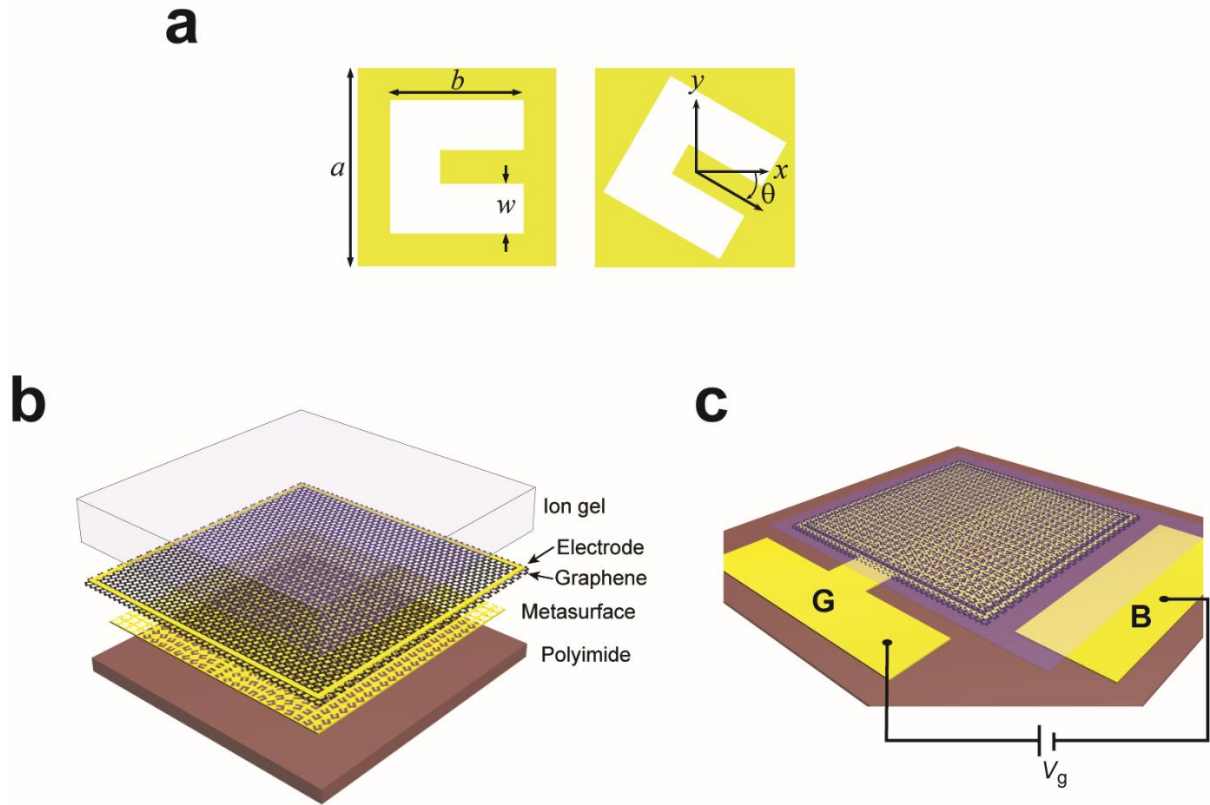 a
b
y
a
w
x
θ
b
c
Ion gel
Electrode
Graphene
Metasurface
Polyimide
G
B
Vg